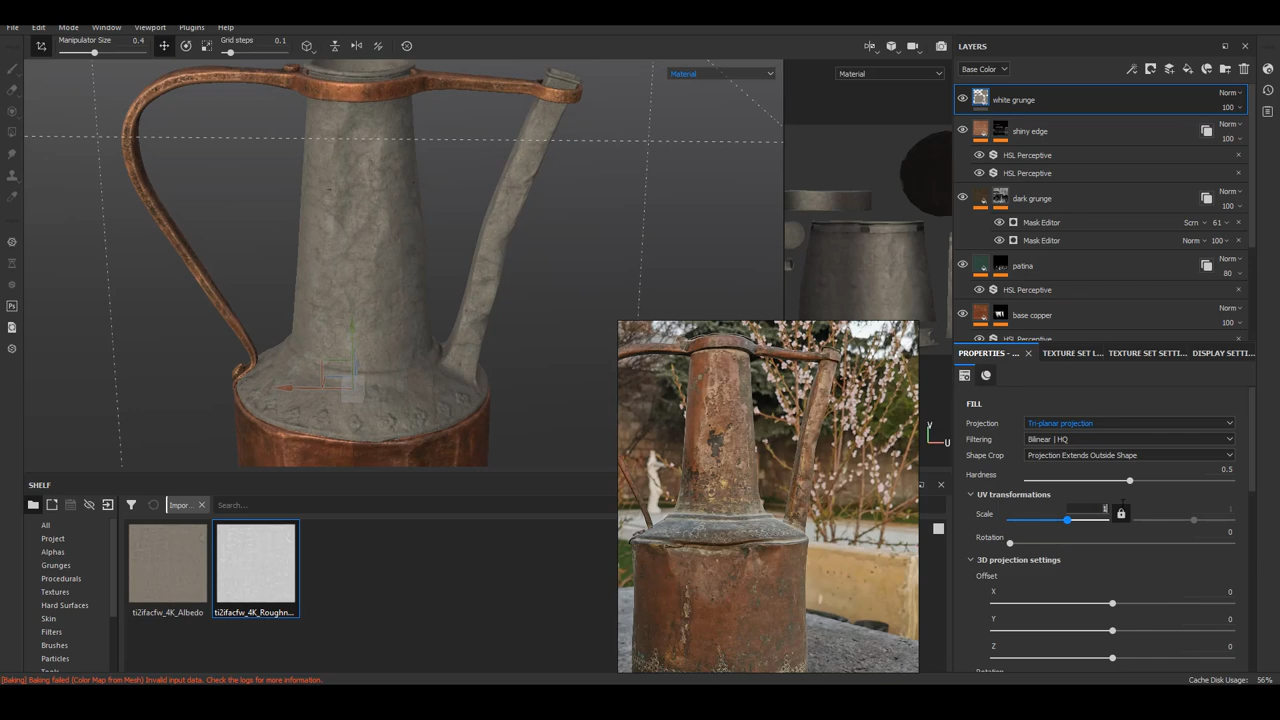 File Edit Mode Window Viewport Plugins Help
Manipulator Size 0.4 Grid steps 0.1
Material
Material
LAYERS
Base Color
white grunge Norm 100
shiny edge Norm 100
HSL Perceptive
HSL Perceptive
dark grunge Norm 100
Mask Editor Scrn 61
Mask Editor Norm 100
patina Norm 80
HSL Perceptive
base copper Norm 100
HSL Perceptive
PROPERTIES - ... TEXTURE SET L... TEXTURE SET SETTI... DISPLAY SETTI...
FILL
Projection Tri-planar projection
Filtering Bilinear | HQ
Shape Crop Projection Extends Outside Shape
Hardness 0.5
UV transformations
Scale 1 1
Rotation 0
3D projection settings
Offset
X 0
Y 0
Z 0
V
U
SHELF
Impor...
Search...
All
Project
Alphas
Grunges
Procedurals
Textures
Hard Surfaces
Skin
Filters
Brushes
Particles
ti2ifacfw_4K_Albedo
ti2ifacfw_4K_Roughn...
[Baking] Baking failed (Color Map from Mesh) Invalid input data. Check the logs for more information.
Cache Disk Usage: 56%